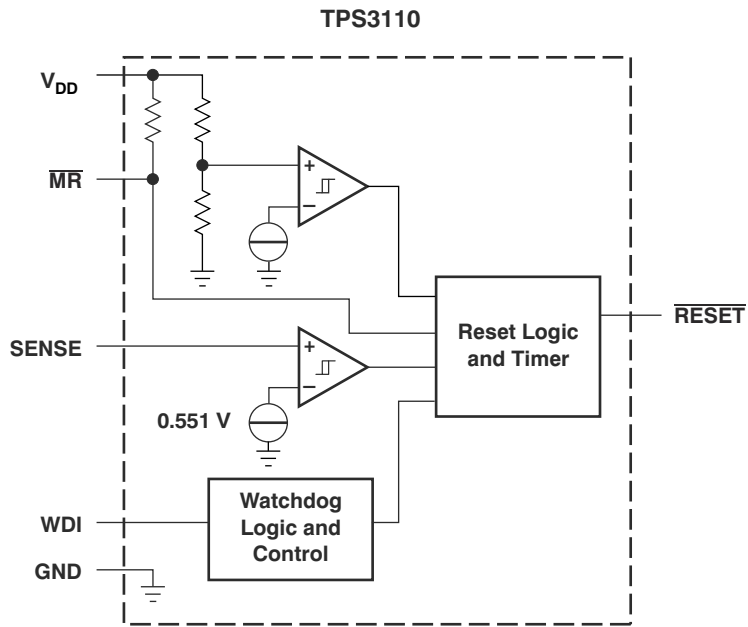 TPS3110
VDD
MR
+
−
SENSE
+
−
0.551 V
Reset Logic
and Timer
RESET
WDI
Watchdog
Logic and
Control
GND